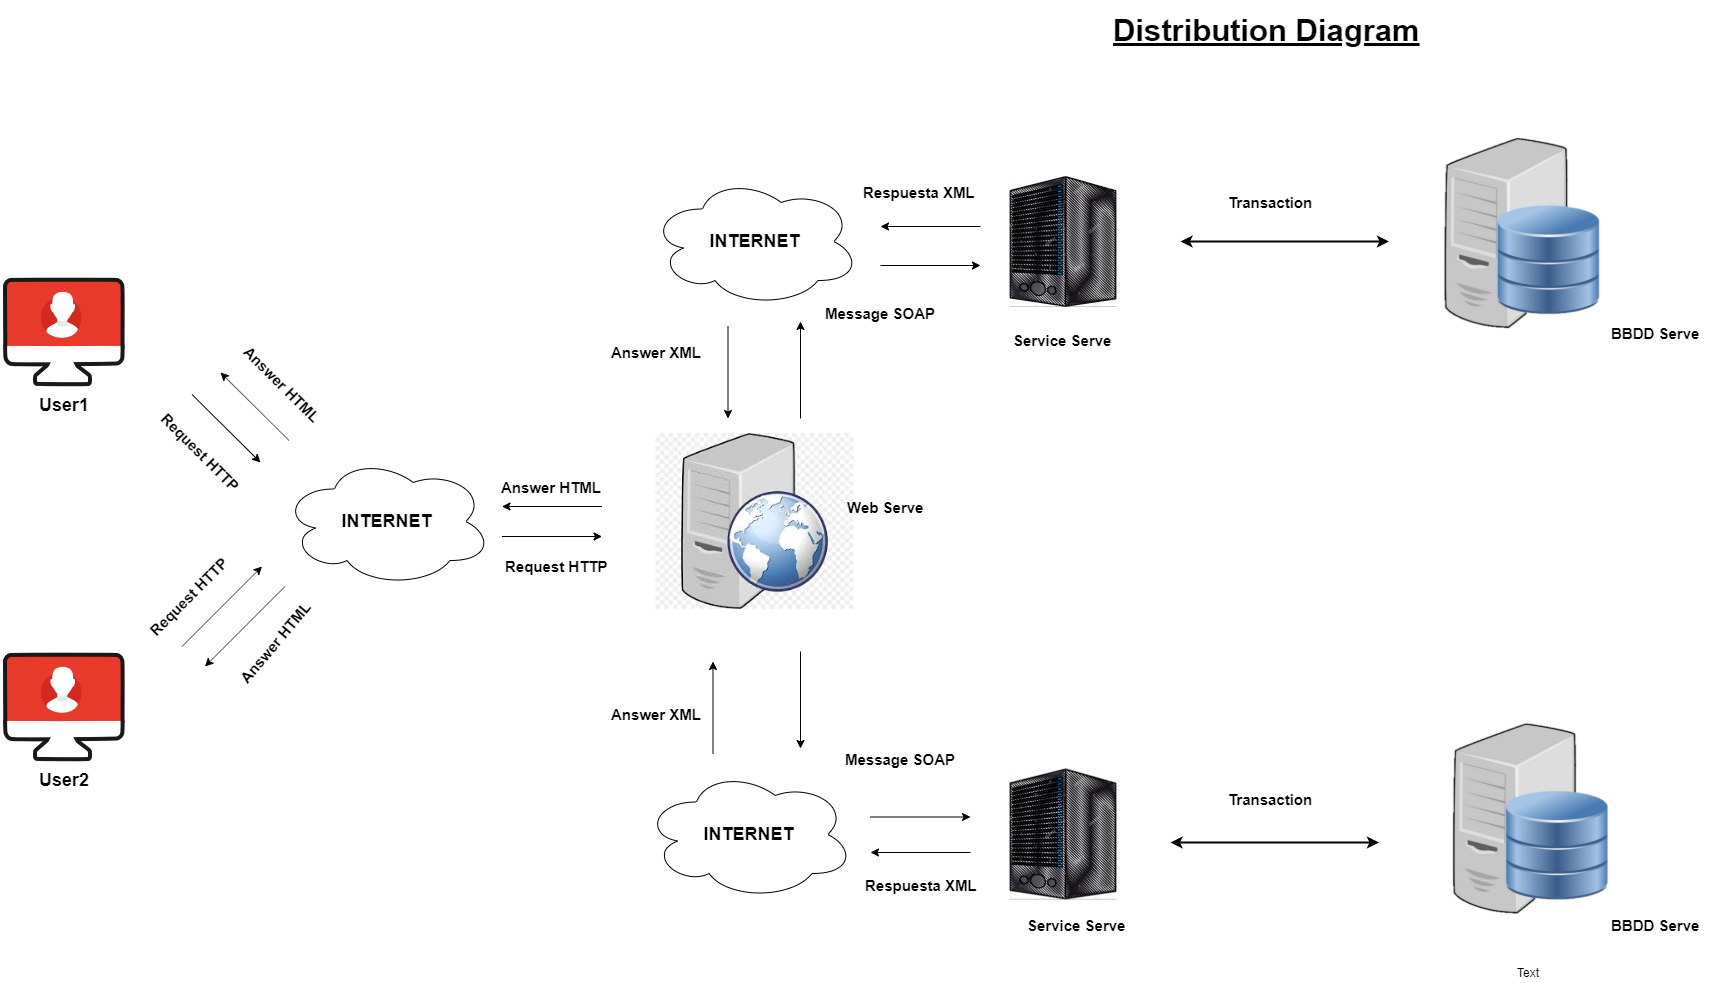 Distribution Diagram
Respuesta XML
Transaction
INTERNET
Message SOAP
Service Serve
BBDD Serve
Answer XML
User1
Answer HTML
Request HTTP
Answer HTML
INTERNET
Web Serve
Request HTTP
Request HTTP
Answer HTML
User2
Answer XML
Message SOAP
Transaction
INTERNET
Respuesta XML
Service Serve
BBDD Serve
Text